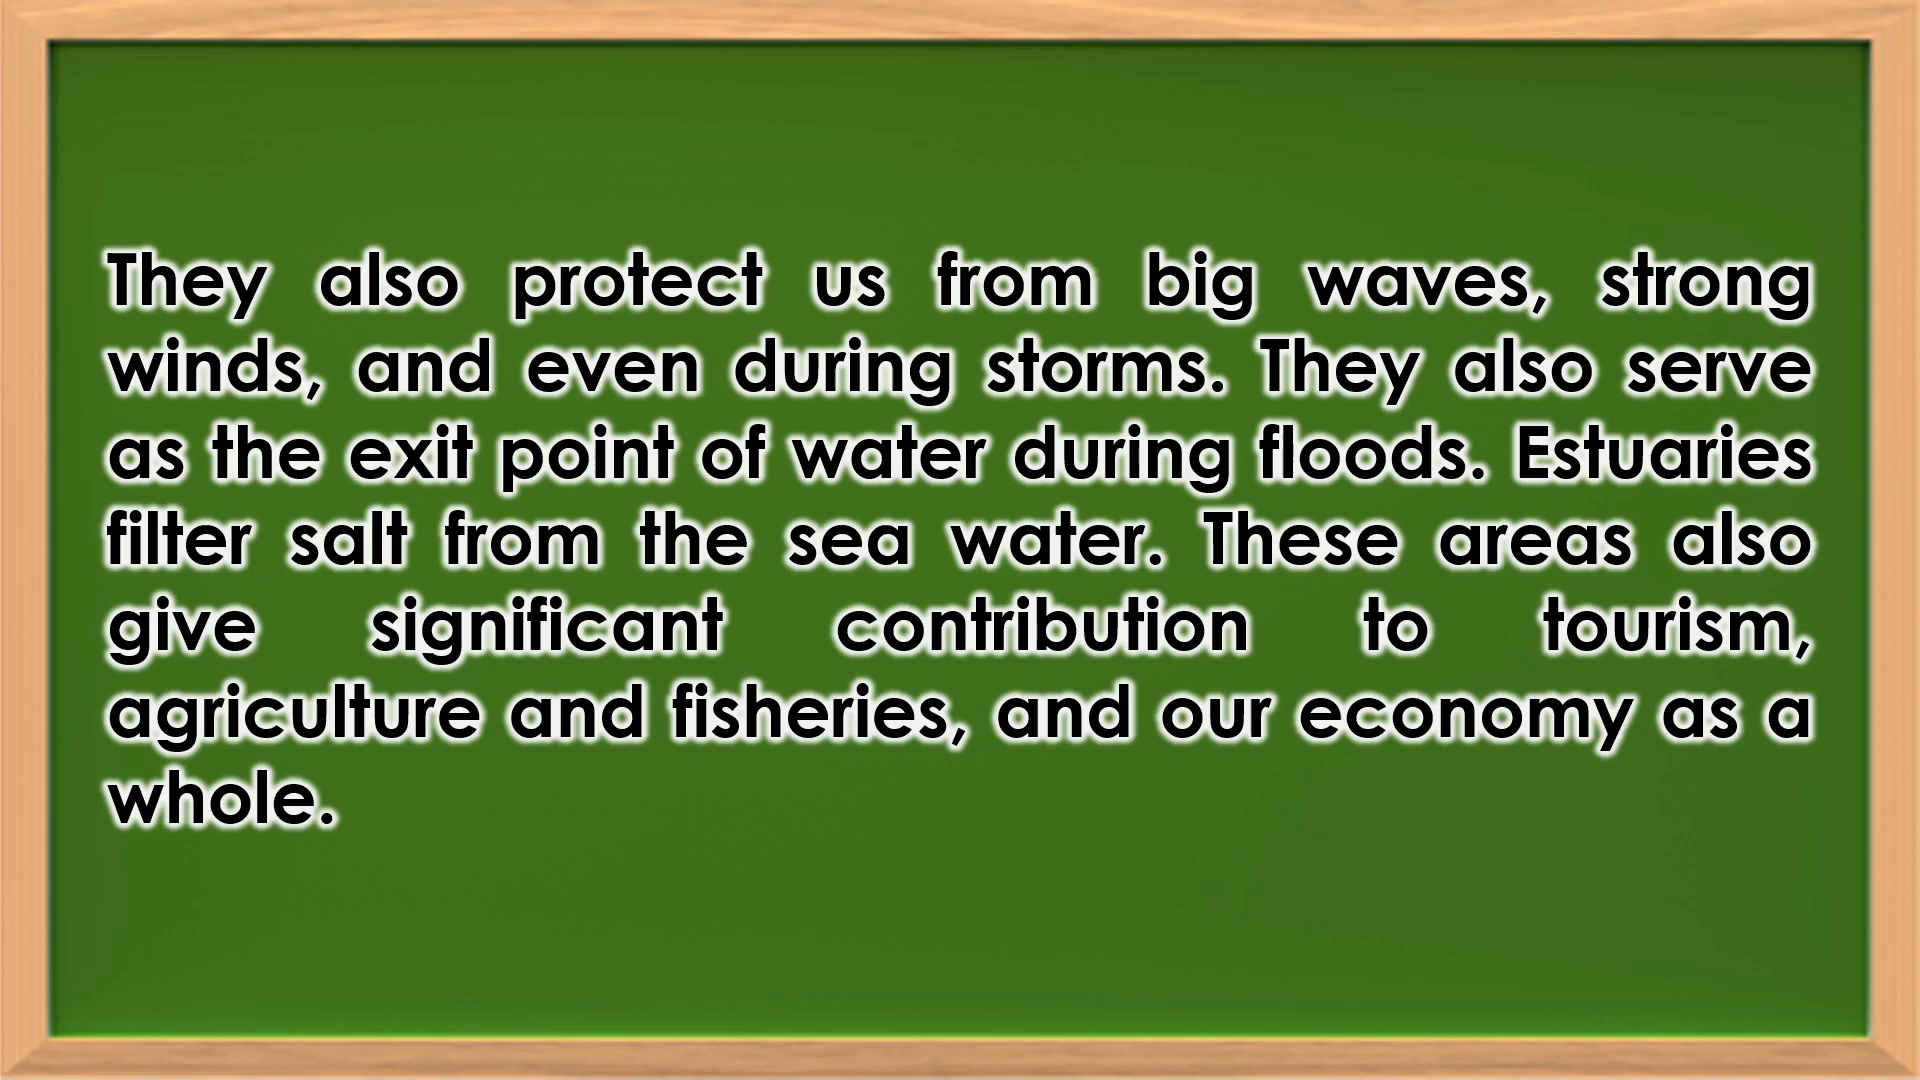 They also protect us from big waves, strong
winds, and even during storms. They also serve
as the exit point of water during floods. Estuaries
filter salt from the sea water. These areas also
give significant contribution to tourism,
agriculture and fisheries, and our economy as a
whole.